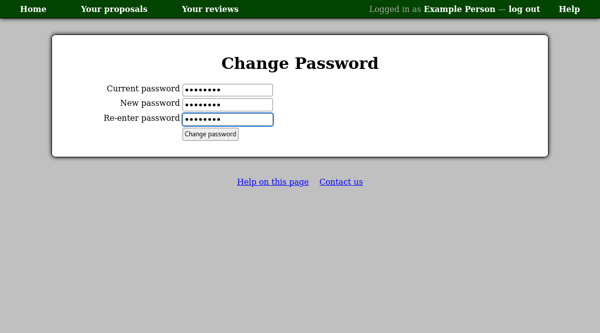 Home Your proposals Your reviews Logged in as Example Person — log out Help
Change Password
Current password ••••••••
New password ••••••••
Re-enter password ••••••••
Change password
Help on this page Contact us